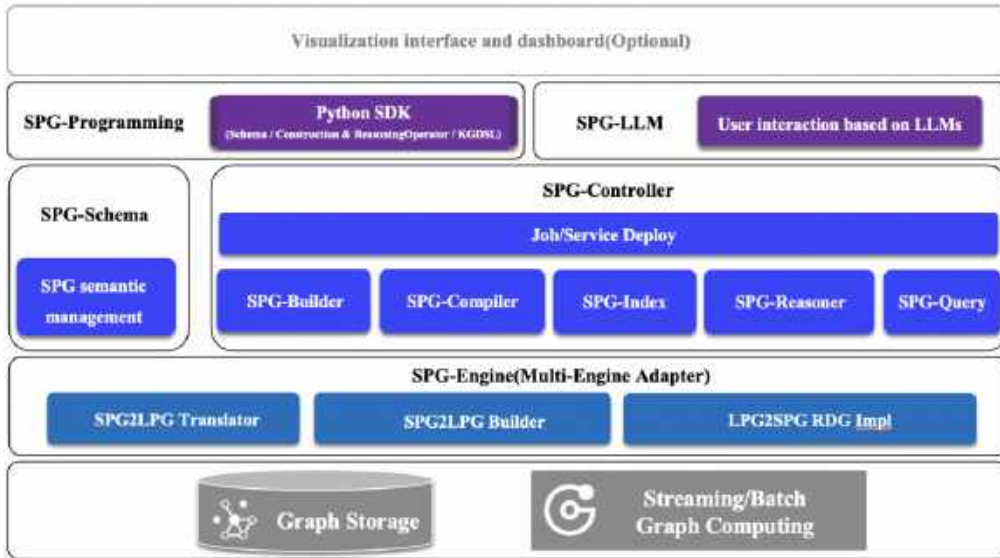 Visualization interface and dashboard(Optional)
SPG-Programming
Python SDK
(Schema / Construction & ReasoningOperator / KGDSL)
SPG-LLM
User interaction based on LLMs
SPG-Schema
SPG semantic
management
SPG-Controller
Job/Service Deploy
SPG-Builder
SPG-Compiler
SPG-Index
SPG-Reasoner
SPG-Query
SPG-Engine(Multi-Engine Adapter)
SPG2LPG Translator
SPG2LPG Builder
LPG2SPG RDG Impl
Graph Storage
Streaming/Batch
Graph Computing